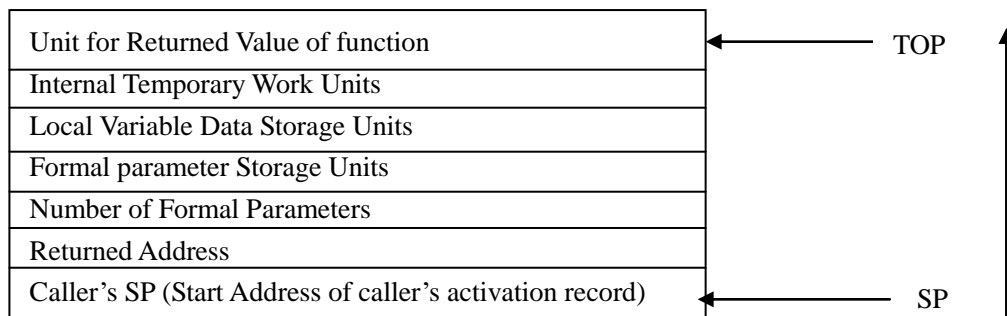 Unit for Returned Value of function
TOP
Internal Temporary Work Units
Local Variable Data Storage Units
Formal parameter Storage Units
Number of Formal Parameters
Returned Address
Caller’s SP (Start Address of caller’s activation record)
SP